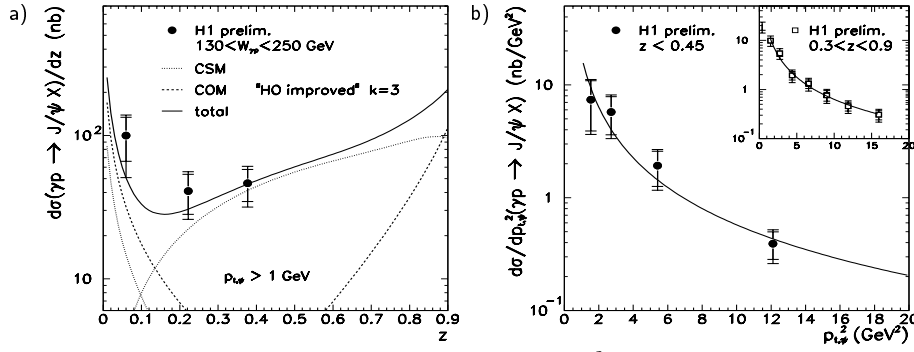 a)
dσ(γp → J/ψ X)/dz (nb)
H1 prelim.
130<Wγp<250 GeV
CSM
COM "HO improved" k=3
total
10²
10
pt,ψ > 1 GeV
0 0.1 0.2 0.3 0.4 0.5 0.6 0.7 0.8 0.9
z
b)
dσ/dp²t,ψ(γp → J/ψ X) (nb/GeV²)
H1 prelim.
z < 0.45
H1 prelim.
0.3<z<0.9
10
1
10⁻¹
0 5 10 15 20
10
1
10⁻¹
0 2 4 6 8 10 12 14 16 18 20
p²t,ψ (GeV²)